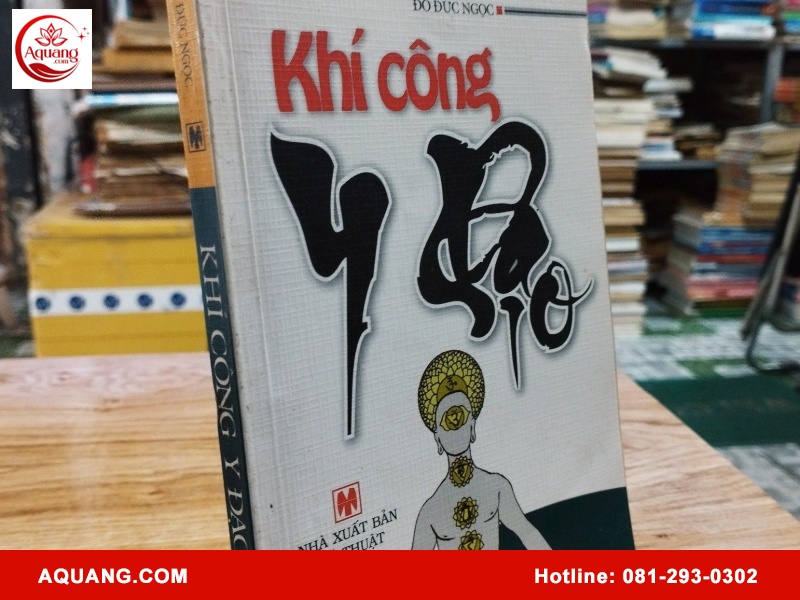 Aquang
.com
ĐỖ ĐỨC NGỌC
Khí công
Y Đạo
NHÀ XUẤT BẢN
THUẬT
ĐỨC NGỌC
KHÍ CÔNG Y ĐẠO
AQUANG.COM
Hotline: 081-293-0302